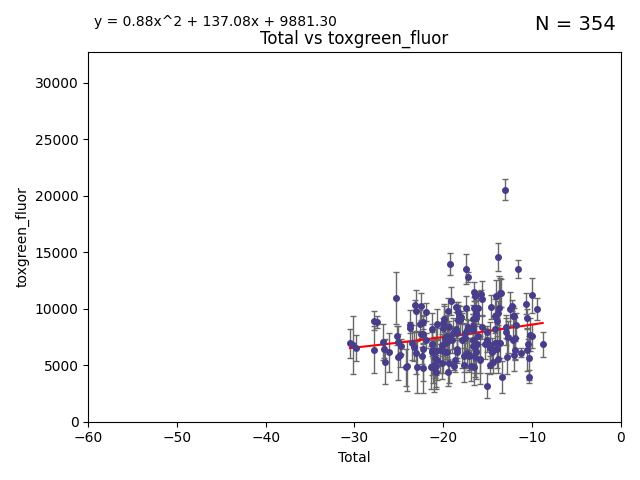 y = 0.88x^2 + 137.08x + 9881.30
N = 354
Total vs toxgreen_fluor
30000
25000
20000
15000
10000
5000
0
toxgreen_fluor
−60
−50
−40
−30
−20
−10
0
Total